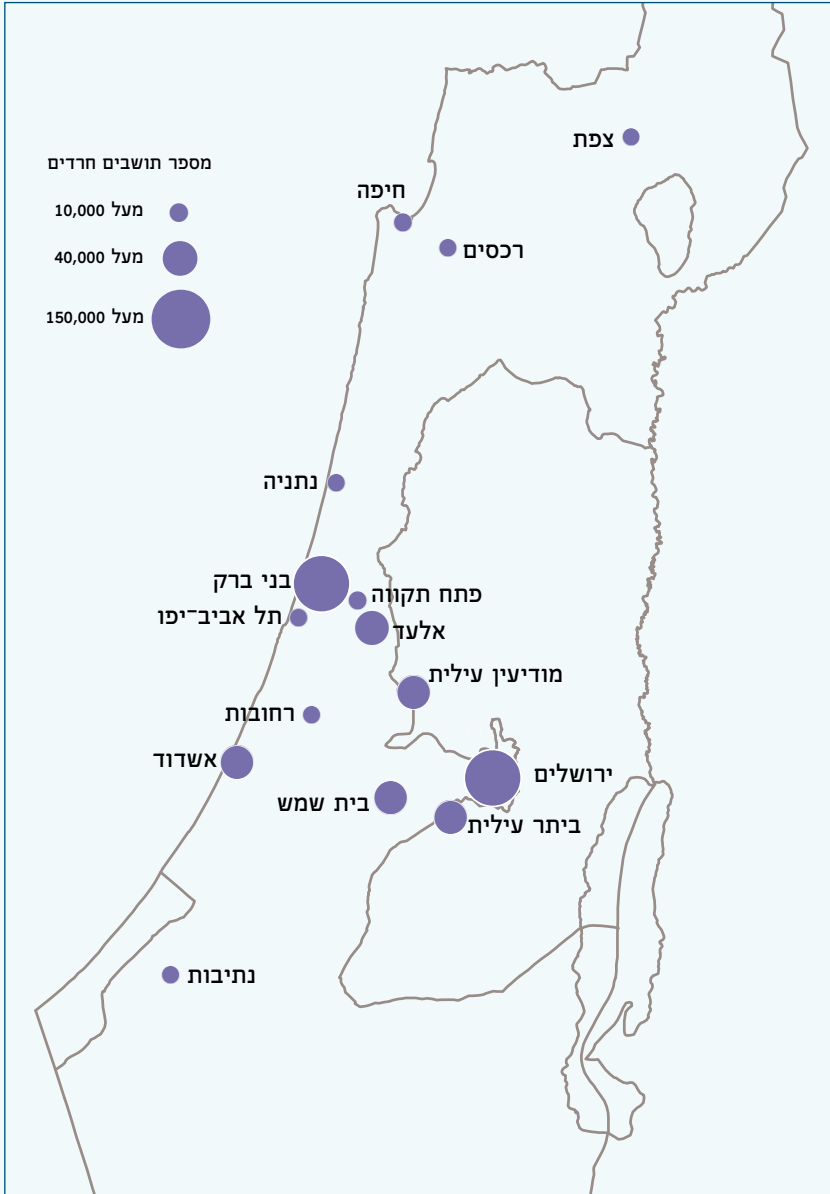 מספר תושבים חרדים
מעל 10,000
מעל 40,000
מעל 150,000
צפת
חיפה
רכסים
נתניה
בני ברק
פתח תקווה
תל אביב־יפו
אלעד
מודיעין עילית
רחובות
אשדוד
ירושלים
בית שמש
ביתר עילית
נתיבות